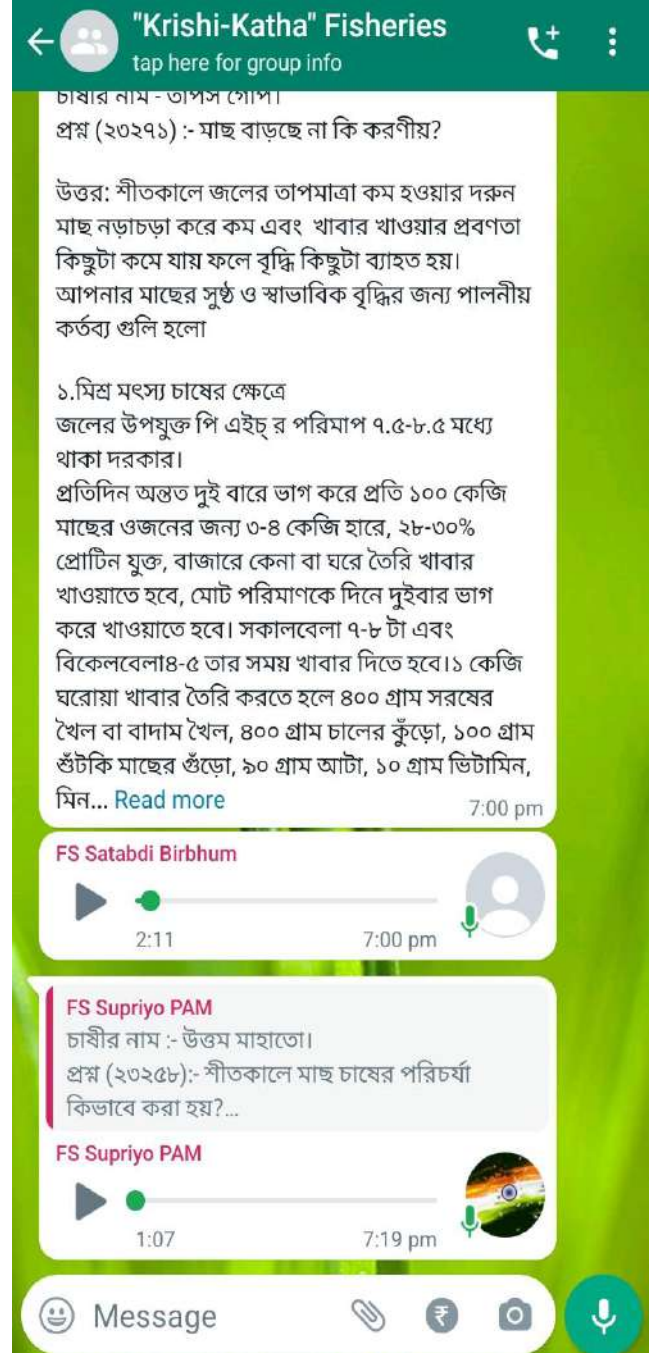 "Krishi-Katha" Fisheries
tap here for group info
চাষীর নাম - তাপস গোপ।
প্রশ্ন (২৩২৭১) :- মাছ বাড়ছে না কি করণীয়?
উত্তর: শীতকালে জলের তাপমাত্রা কম হওয়ার দরুন
মাছ নড়াচড়া করে কম এবং খাবার খাওয়ার প্রবণতা
কিছুটা কমে যায় ফলে বৃদ্ধি কিছুটা ব্যাহত হয়।
আপনার মাছের সুষ্ঠ ও স্বাভাবিক বৃদ্ধির জন্য পালনীয়
কর্তব্য গুলি হলো
১.মিশ্র মৎস্য চাষের ক্ষেত্রে
জলের উপযুক্ত পি এইচ্ র পরিমাপ ৭.৫-৮.৫ মধ্যে
থাকা দরকার।
প্রতিদিন অন্তত দুই বারে ভাগ করে প্রতি ১০০ কেজি
মাছের ওজনের জন্য ৩-৪ কেজি হারে, ২৮-৩০%
প্রোটিন যুক্ত, বাজারে কেনা বা ঘরে তৈরি খাবার
খাওয়াতে হবে, মোট পরিমাণকে দিনে দুইবার ভাগ
করে খাওয়াতে হবে। সকালবেলা ৭-৮ টা এবং
বিকেলবেলা৪-৫ তার সময় খাবার দিতে হবে।১ কেজি
ঘরোয়া খাবার তৈরি করতে হলে ৪০০ গ্রাম সরষের
খৈল বা বাদাম খৈল, ৪০০ গ্রাম চালের কুঁড়ো, ১০০ গ্রাম
শুঁটকি মাছের গুঁড়ো, ৯০ গ্রাম আটা, ১০ গ্রাম ভিটামিন,
মিন... Read more
7:00 pm
FS Satabdi Birbhum
2:11 7:00 pm
FS Supriyo PAM
চাষীর নাম :- উত্তম মাহাতো।
প্রশ্ন (২৩২৫৮):- শীতকালে মাছ চাষের পরিচর্যা
কিভাবে করা হয়?...
FS Supriyo PAM
1:07 7:19 pm
Message